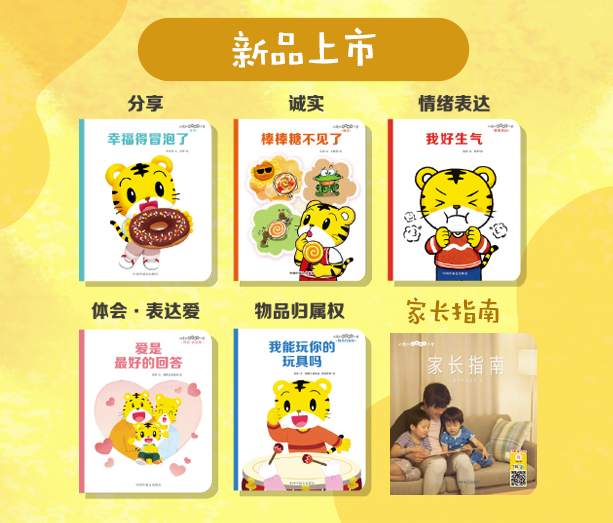 新品上市
分享
诚实
情绪表达
幸福得冒泡了
棒棒糖不见了
我好生气
体会·表达爱
物品归属权
家长指南
爱是
最好的回答
我能玩你的
玩具吗
家长指南